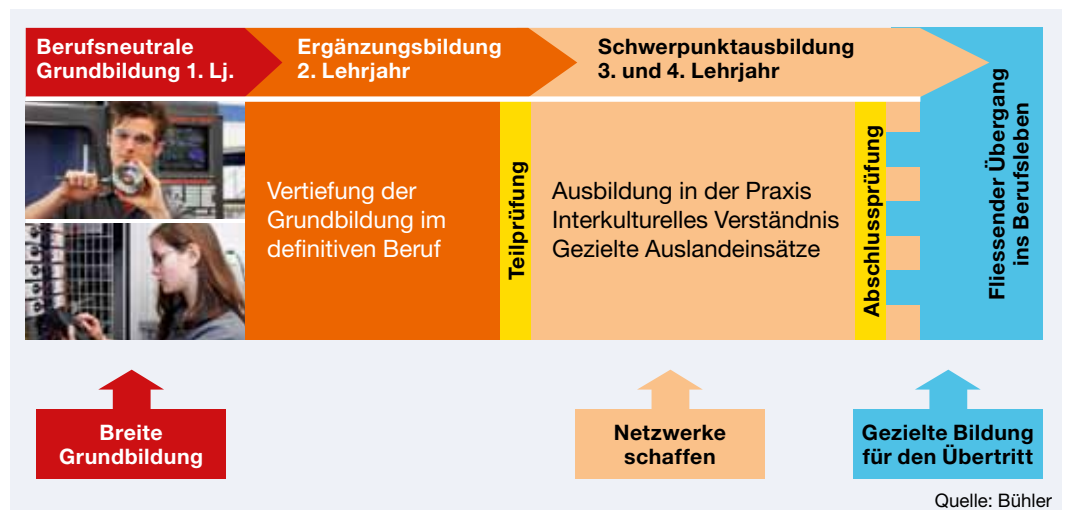 Berufsneutrale
Grundbildung 1. Lj.
Ergänzungsbildung
2. Lehrjahr
Schwerpunktausbildung
3. und 4. Lehrjahr
Vertiefung der
Grundbildung im
definitiven Beruf
Teilprüfung
Ausbildung in der Praxis
Interkulturelles Verständnis
Gezielte Auslandeinsätze
Abschlussprüfung
Fliessender Übergang
ins Berufsleben
Breite
Grundbildung
Netzwerke
schaffen
Gezielte Bildung
für den Übertritt
Quelle: Bühler